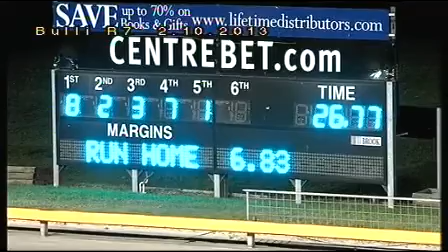 SAVE up to 70% on Books & Gifts www.lifetimedistributors.com
Bulli R7 2-10.2013
CENTREBET.com
1ST 2ND 3RD 4TH 5TH 6TH TIME
8 2 3 7 1 26.77
MARGINS
RUN HOME 6.83